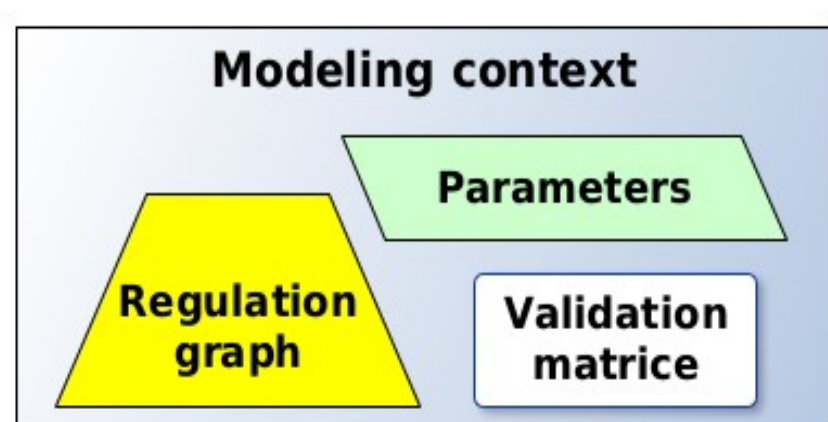 Modeling context
Parameters
Regulation
graph
Validation
matrice